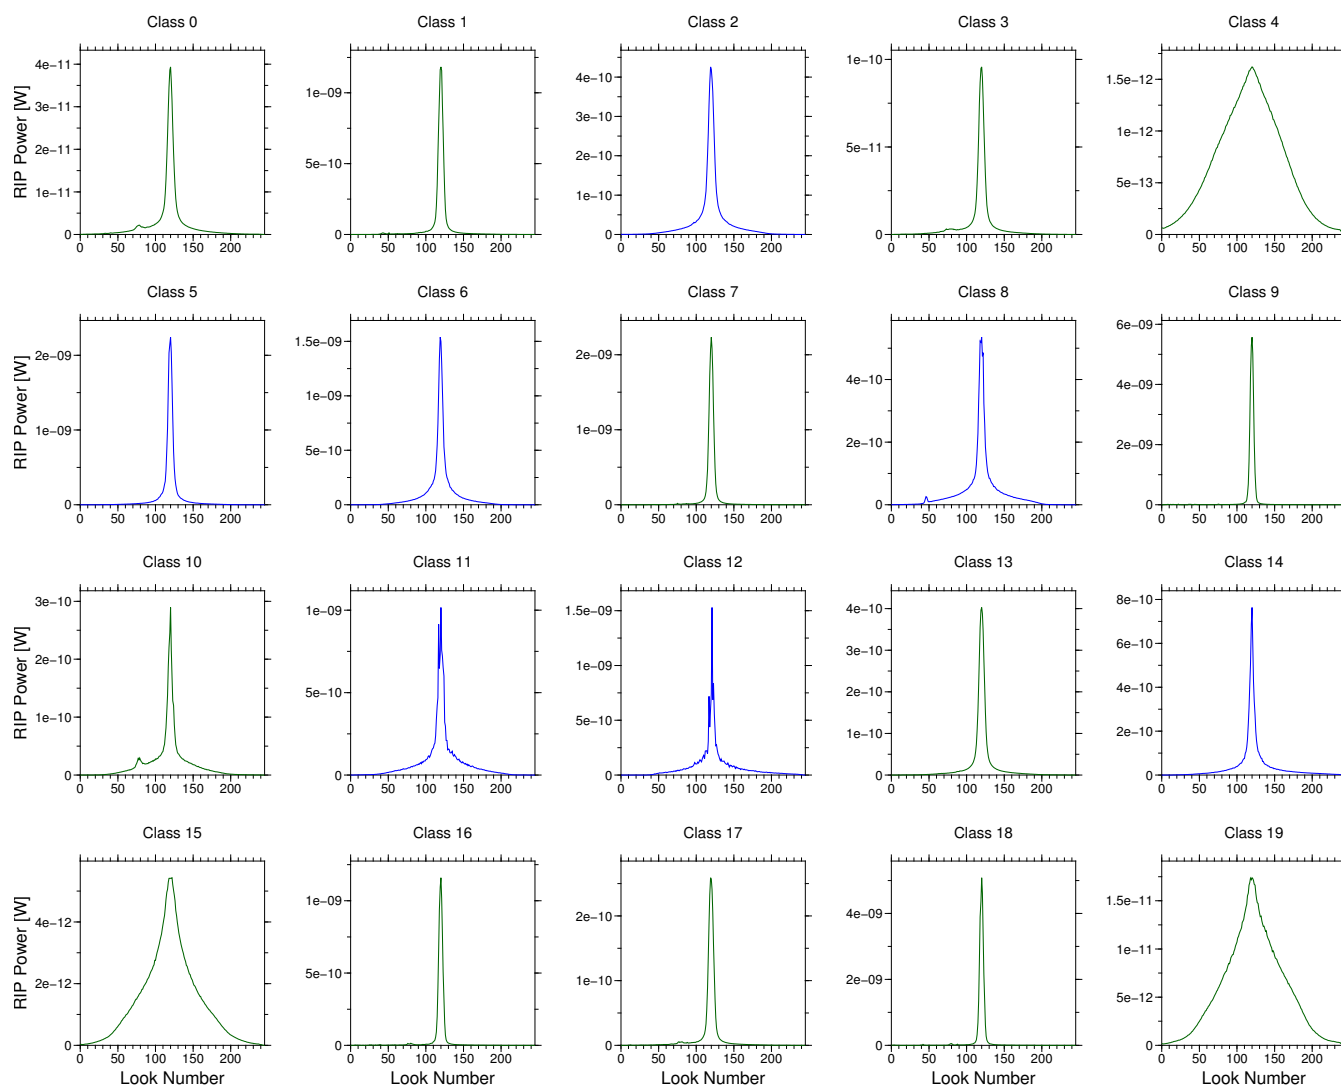 Class 0 Class 1 Class 2 Class 3 Class 4
RIP Power [W]
4e−11
3e−11
2e−11
1e−11
0
0 50 100 150 200
1e−09
5e−10
0
0 50 100 150 200
4e−10
3e−10
2e−10
1e−10
0
0 50 100 150 200
1e−10
5e−11
0
0 50 100 150 200
1.5e−12
1e−12
5e−13
0
0 50 100 150 200
Class 5 Class 6 Class 7 Class 8 Class 9
RIP Power [W]
2e−09
1e−09
0
0 50 100 150 200
1.5e−09
1e−09
5e−10
0
0 50 100 150 200
2e−09
1e−09
0
0 50 100 150 200
4e−10
2e−10
0
0 50 100 150 200
6e−09
4e−09
2e−09
0
0 50 100 150 200
Class 10 Class 11 Class 12 Class 13 Class 14
RIP Power [W]
3e−10
2e−10
1e−10
0
0 50 100 150 200
1e−09
5e−10
0
0 50 100 150 200
1.5e−09
1e−09
5e−10
0
0 50 100 150 200
4e−10
3e−10
2e−10
1e−10
0
0 50 100 150 200
8e−10
6e−10
4e−10
2e−10
0
0 50 100 150 200
Class 15 Class 16 Class 17 Class 18 Class 19
RIP Power [W]
4e−12
2e−12
0
0 50 100 150 200
Look Number
1e−09
5e−10
0
0 50 100 150 200
Look Number
2e−10
1e−10
0
0 50 100 150 200
Look Number
4e−09
2e−09
0
0 50 100 150 200
Look Number
1.5e−11
1e−11
5e−12
0
0 50 100 150 200
Look Number